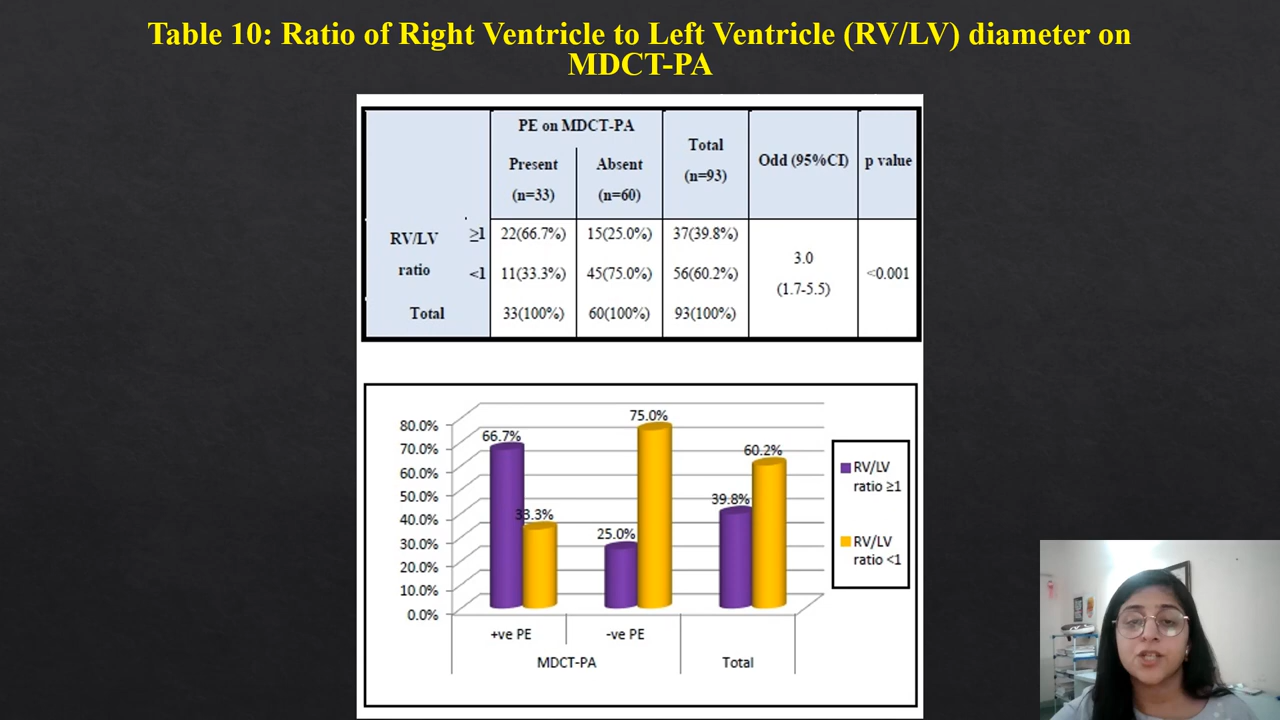 Table 10: Ratio of Right Ventricle to Left Ventricle (RV/LV) diameter on
MDCT-PA
PE on MDCT-PA
Total
(n=93)
Odd (95%CI)
p value
Present
(n=33)
Absent
(n=60)
RV/LV
ratio
≥1
22(66.7%)
15(25.0%)
37(39.8%)
<1
11(33.3%)
45(75.0%)
56(60.2%)
3.0
(1.7-5.5)
<0.001
Total
33(100%)
60(100%)
93(100%)
80.0%
70.0%
60.0%
50.0%
40.0%
30.0%
20.0%
10.0%
0.0%
66.7%
33.3%
25.0%
75.0%
39.8%
60.2%
+ve PE
-ve PE
MDCT-PA
Total
RV/LV
ratio ≥1
RV/LV
ratio <1